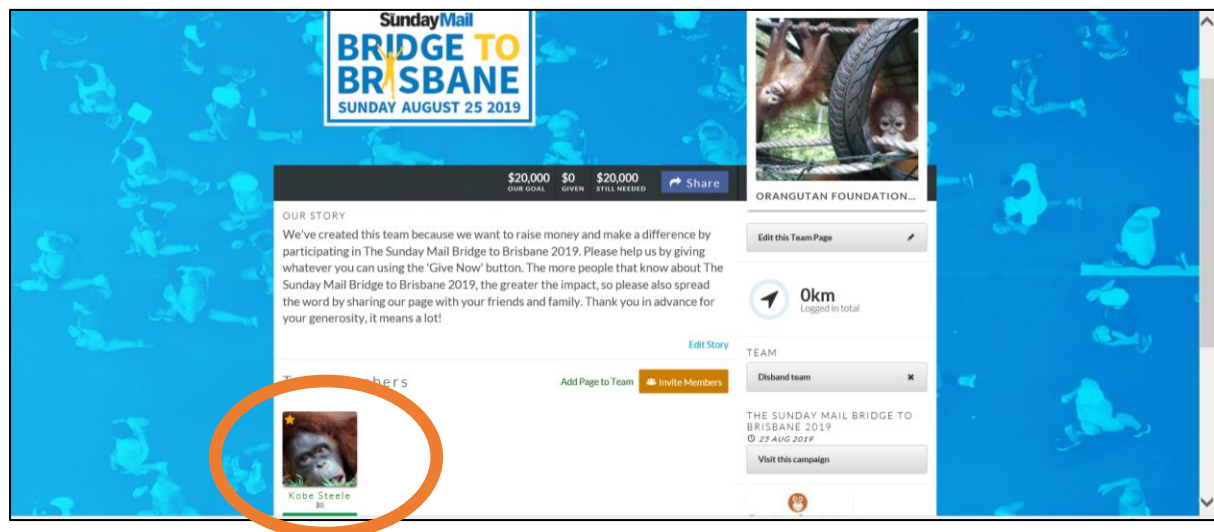 SundayMail
BRIDGE TO
BRISBANE
SUNDAY AUGUST 25 2019
$20,000 $0 $20,000
OUR GOAL GIVEN STILL NEEDED
Share
ORANGUTAN FOUNDATION...
OUR STORY
We've created this team because we want to raise money and make a difference by
participating in The Sunday Mail Bridge to Brisbane 2019. Please help us by giving
whatever you can using the 'Give Now' button. The more people that know about The
Sunday Mail Bridge to Brisbane 2019, the greater the impact, so please also spread
the word by sharing our page with your friends and family. Thank you in advance for
your generosity, it means a lot!
Edit Story
Edit this Team Page
0km
Logged in total
TEAM
Disband team
THE SUNDAY MAIL BRIDGE TO
BRISBANE 2019
25 AUG 2019
Visit this campaign
Add Page to Team Invite Members
Kobe Steele
$0